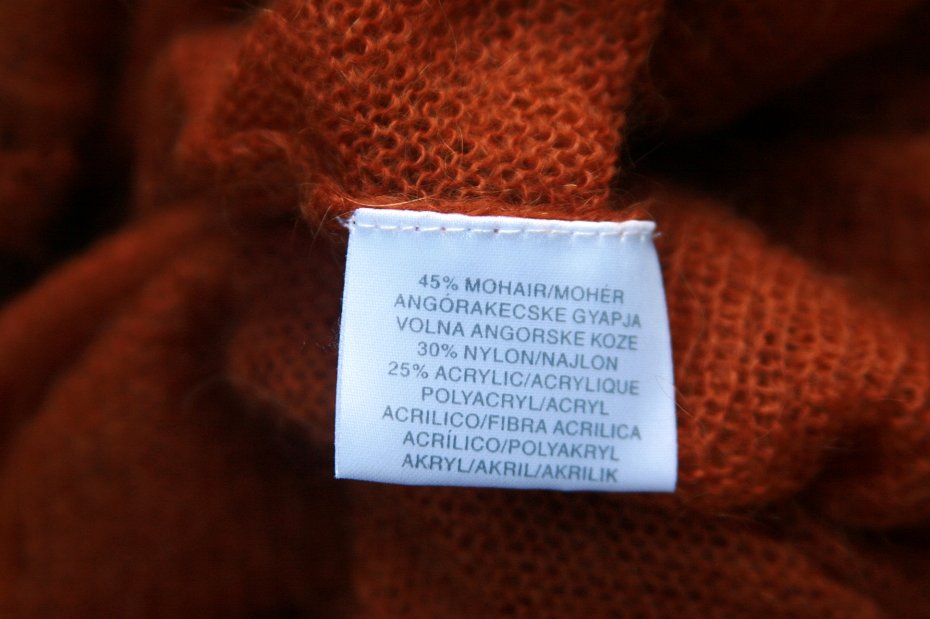 45% MOHAIR/MOHER
ANGÓRAKECSKE GYAPJA
VOLNA ANGORSKE KOZE
30% NYLON/NAJLON
25% ACRYLIC/ACRYLIQUE
POLYACRYL/ACRYL
ACRILICO/FIBRA ACRILICA
ACRÍLICO/POLYAKRYL
AKRYL/AKRIL/AKRILIK